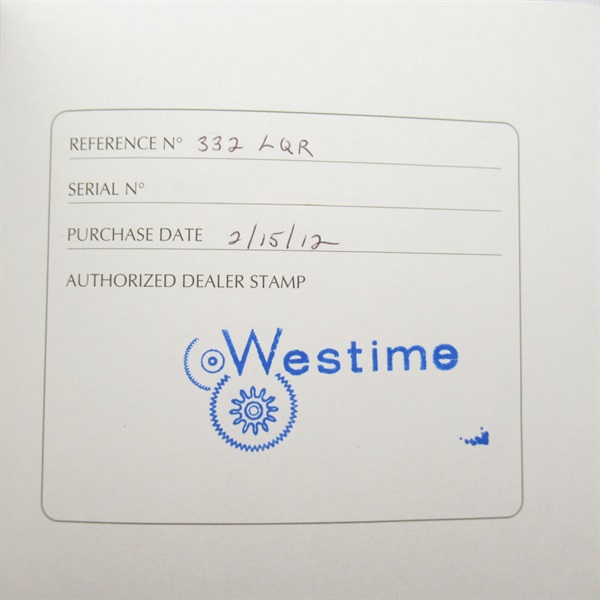 REFERENCE N° 332 LQR
SERIAL N°
PURCHASE DATE 2/15/12
AUTHORIZED DEALER STAMP
Westime